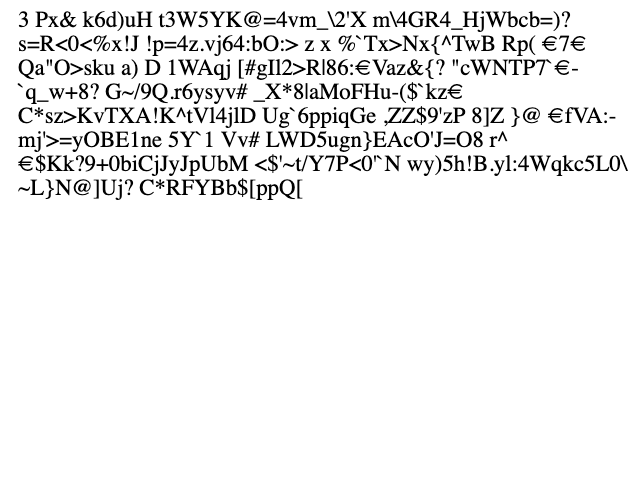 3 Px& k6d)uH t3W5YK@=4vm_\2'X m\4GR4_HjWbcb=)?
s=R<0<%x!J !p=4z.vj64:bO:> z x %`Tx>Nx{^TwB Rp( €7€
Qa"O>sku a) D 1WAqj [#gIl2>R|86:€Vaz&{? "cWNTP7`€-
`q_w+8? G~/9Q.r6ysyv# _X*8|aMoFHu-($`kz€
C*sz>KvTXA!K^tVl4jlD Ug`6ppiqGe ,ZZ$9'zP 8]Z }@ €fVA:-
mj'>=yOBE1ne 5Y`1 Vv# LWD5ugn}EAcO'J=O8 r^
€$Kk?9+0biCjJyJpUbM <$'~t/Y7P<0"`N wy)5h!B.yl:4Wqkc5L0\
~L}N@]Uj? C*RFYBb$[ppQ[